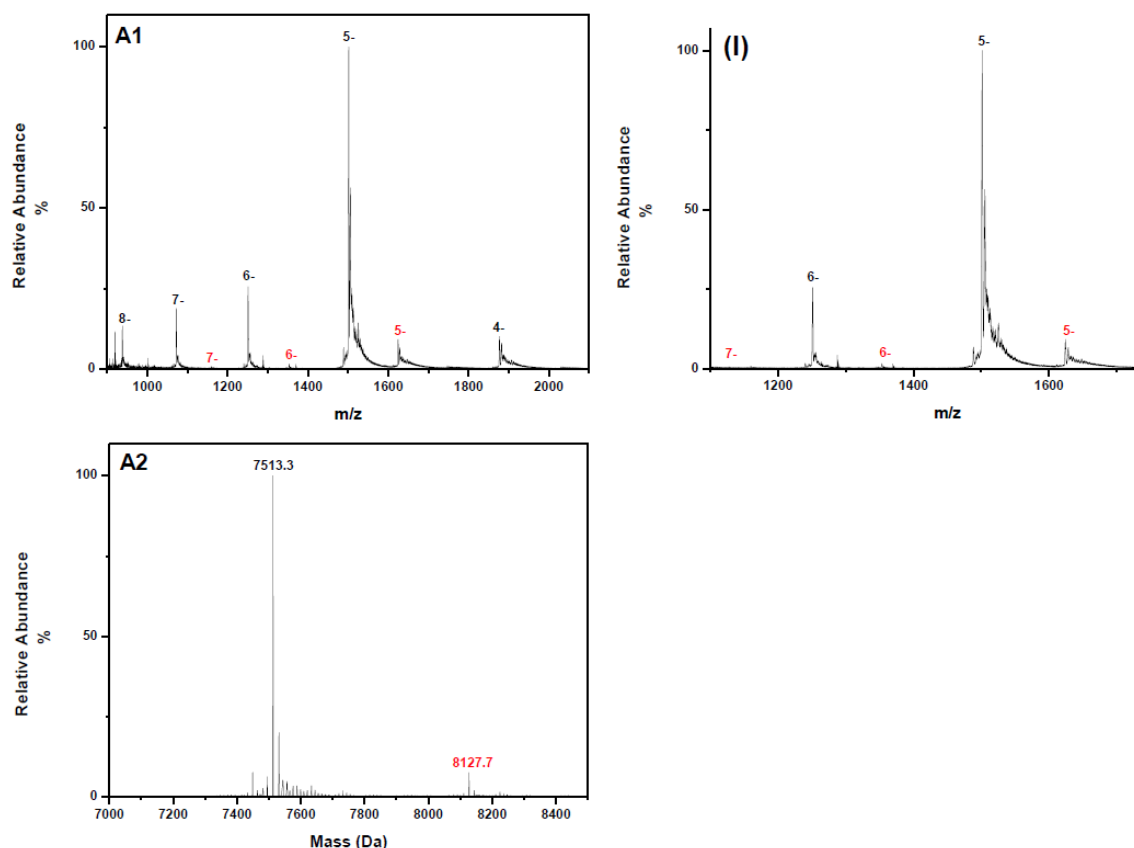 A1
5-
100
Relative Abundance
%
50
6-
7-
8-
7-
6-
5-
4-
0
1000 1200 1400 1600 1800 2000
m/z
(I)
5-
100
Relative Abundance
%
50
6-
7-
6-
5-
0
1200 1400 1600
m/z
A2
7513.3
100
Relative Abundance
%
50
8127.7
0
7000 7200 7400 7600 7800 8000 8200 8400
Mass (Da)